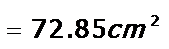 = 72.85cm²